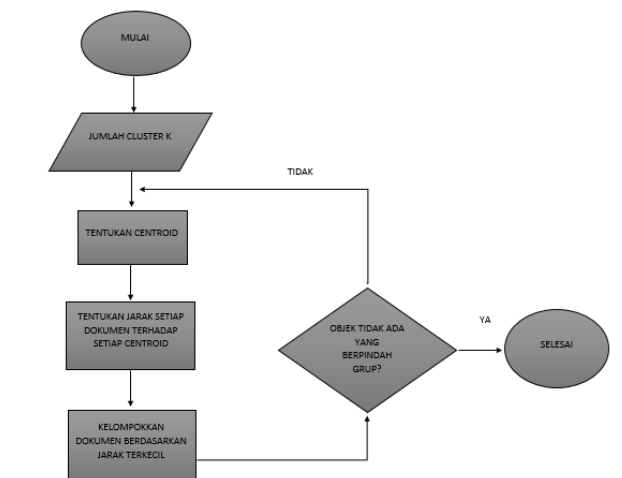 MULAI
JUMLAH CLUSTER K
TIDAK
TENTUKAN CENTROID
TENTUKAN JARAK SETIAP
DOKUMEN TERHADAP
SETIAP CENTROID
KELOMPOKKAN
DOKUMEN BERDASARKAN
JARAK TERKECIL
OBJEK TIDAK ADA
YANG
BERPINDAH
GRUP?
YA
SELESAI